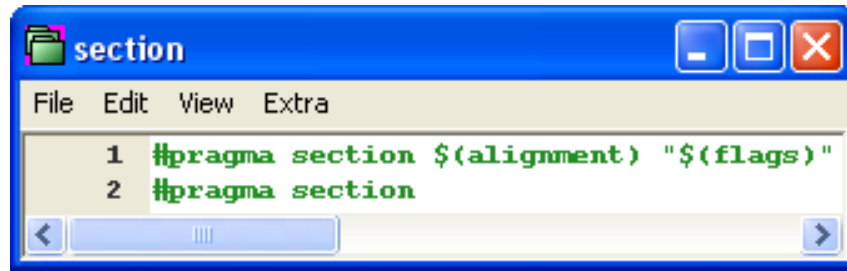 section
File Edit View Extra
1 #pragma section $(alignment) "$(flags)"
2 #pragma section